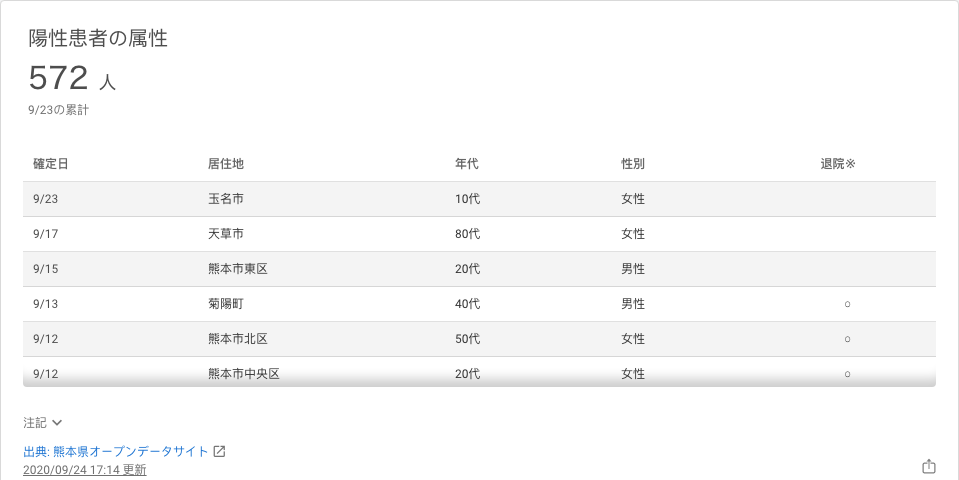 陽性患者の属性
572 人
9/23の累計
確定日 居住地 年代 性別 退院※
9/23 玉名市 10代 女性
9/17 天草市 80代 女性
9/15 熊本市東区 20代 男性
9/13 菊陽町 40代 男性 ○
9/12 熊本市北区 50代 女性 ○
9/12 熊本市中央区 20代 女性 ○
注記
出典: 熊本県オープンデータサイト
2020/09/24 17:14 更新